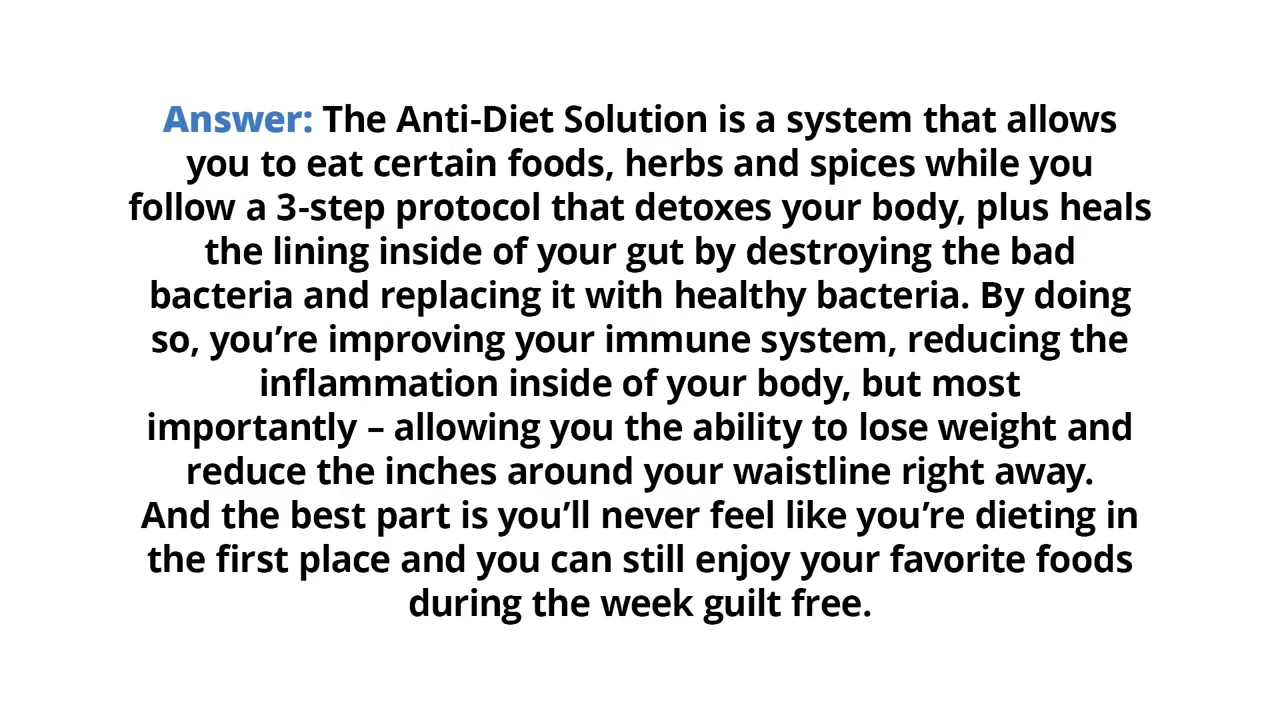 Answer: The Anti-Diet Solution is a system that allows
you to eat certain foods, herbs and spices while you
follow a 3-step protocol that detoxes your body, plus heals
the lining inside of your gut by destroying the bad
bacteria and replacing it with healthy bacteria. By doing
so, you’re improving your immune system, reducing the
inflammation inside of your body, but most
importantly – allowing you the ability to lose weight and
reduce the inches around your waistline right away.
And the best part is you’ll never feel like you’re dieting in
the first place and you can still enjoy your favorite foods
during the week guilt free.